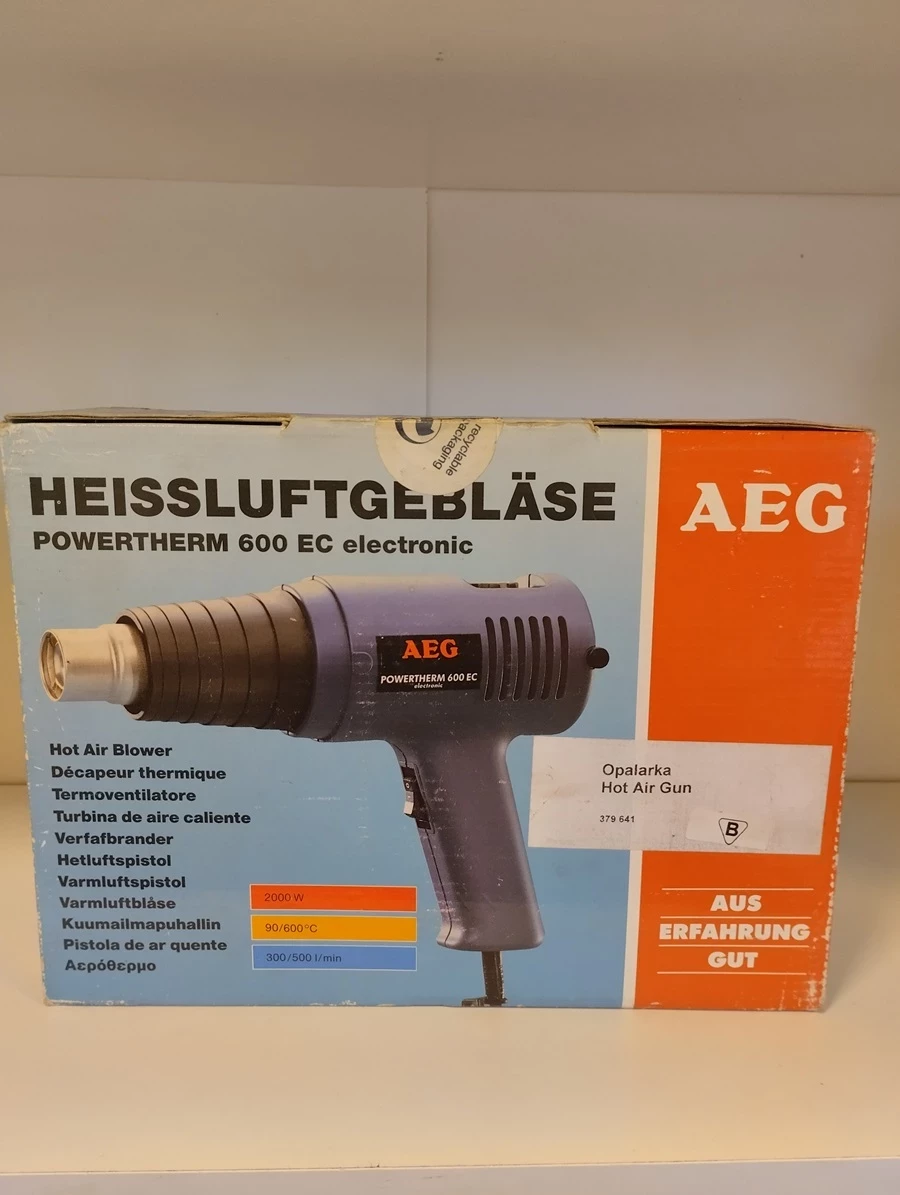 recyclable
packaging
HEISSLUFTGEBLÄSE
POWERTHERM 600 EC electronic
AEG
AEG
POWERTHERM 600 EC
electronic
Hot Air Blower
Décapeur thermique
Termoventilatore
Turbina de aire caliente
Verfafbrander
Hetluftspistol
Varmluftspistol
Varmluftblåse
Kuumailmapuhallin
Pistola de ar quente
Αερόθερμο
2000 W
90/600°C
300/500 l/min
Opalarka
Hot Air Gun
379 641
B
AUS
ERFAHRUNG
GUT